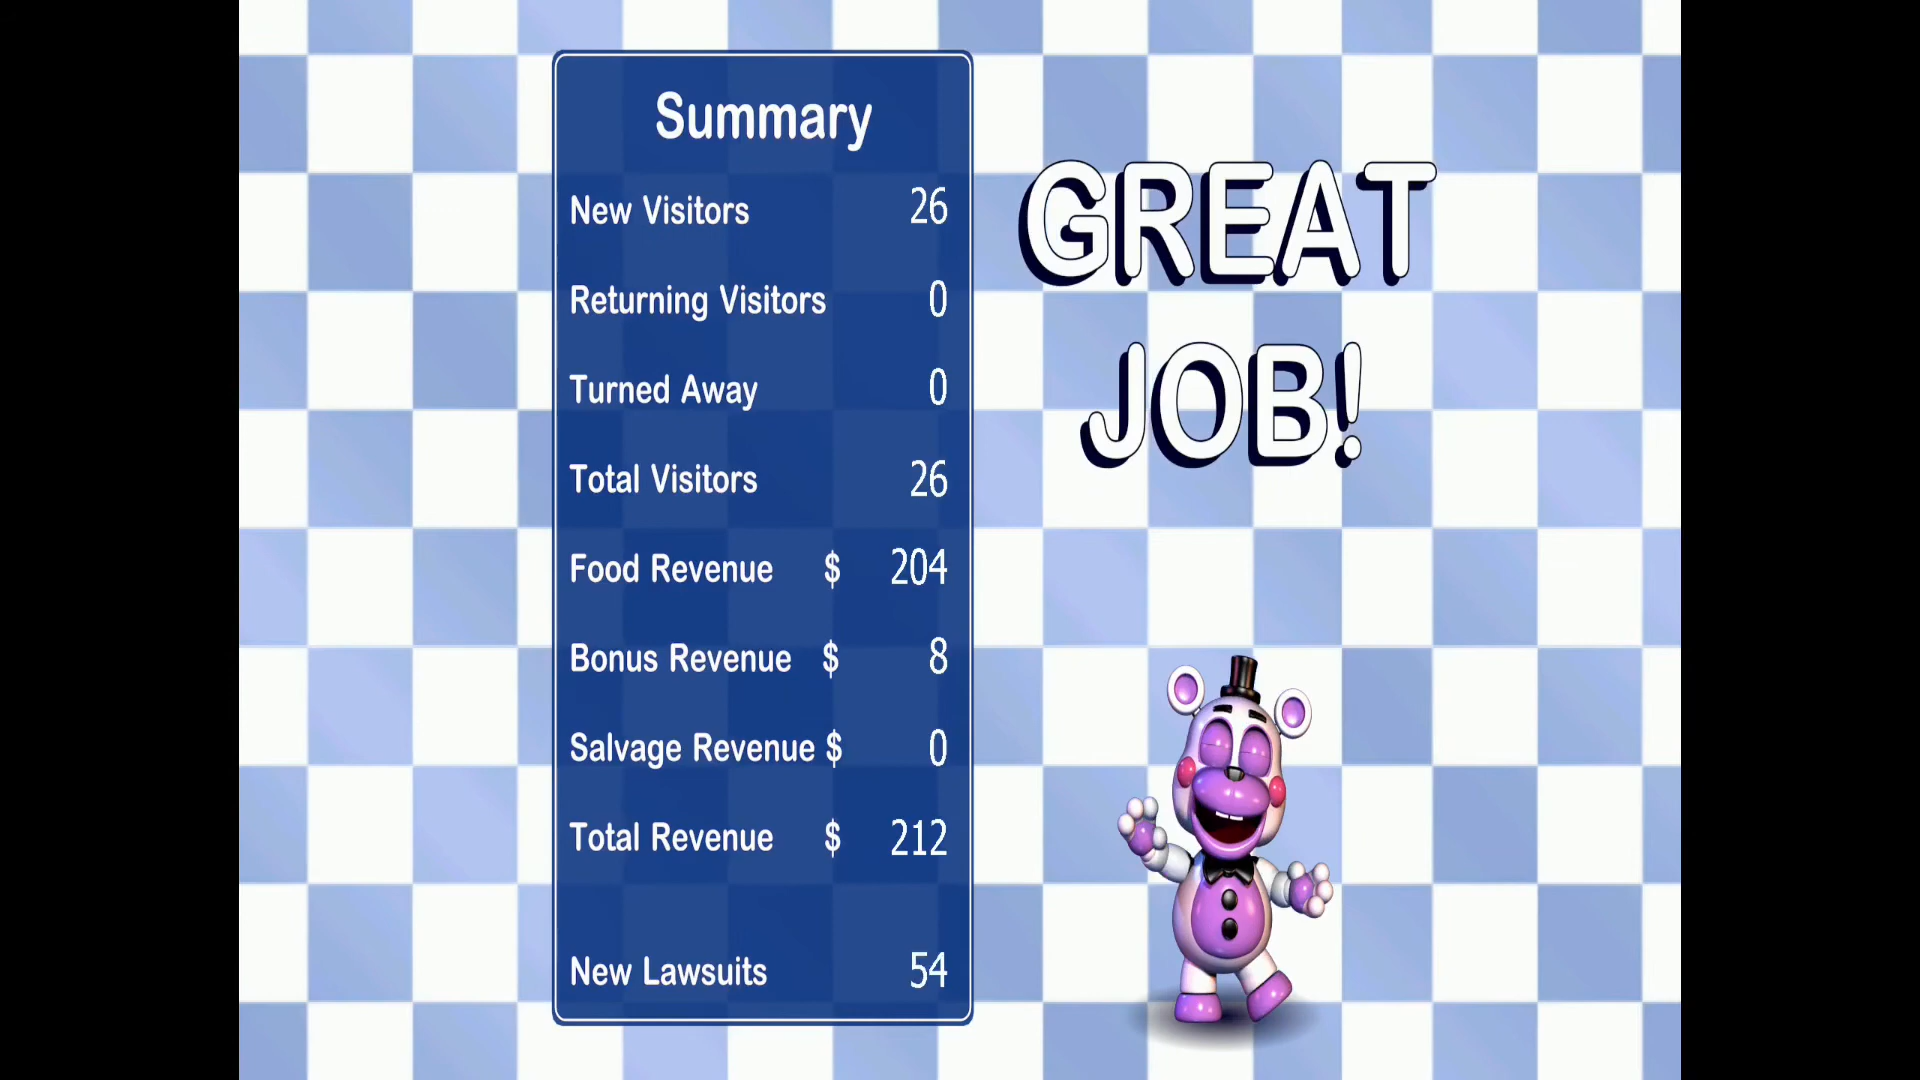 Summary
New Visitors 26
Returning Visitors 0
Turned Away 0
Total Visitors 26
Food Revenue $ 204
Bonus Revenue $ 8
Salvage Revenue $ 0
Total Revenue $ 212
New Lawsuits 54
GREAT
JOB!